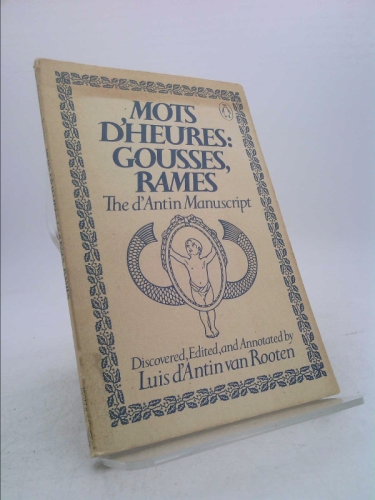 MOTS
D'HEURES:
GOUSSES,
RAMES
The d'Antin Manuscript
Discovered, Edited, and Annotated by
Luis d'Antin van Rooten